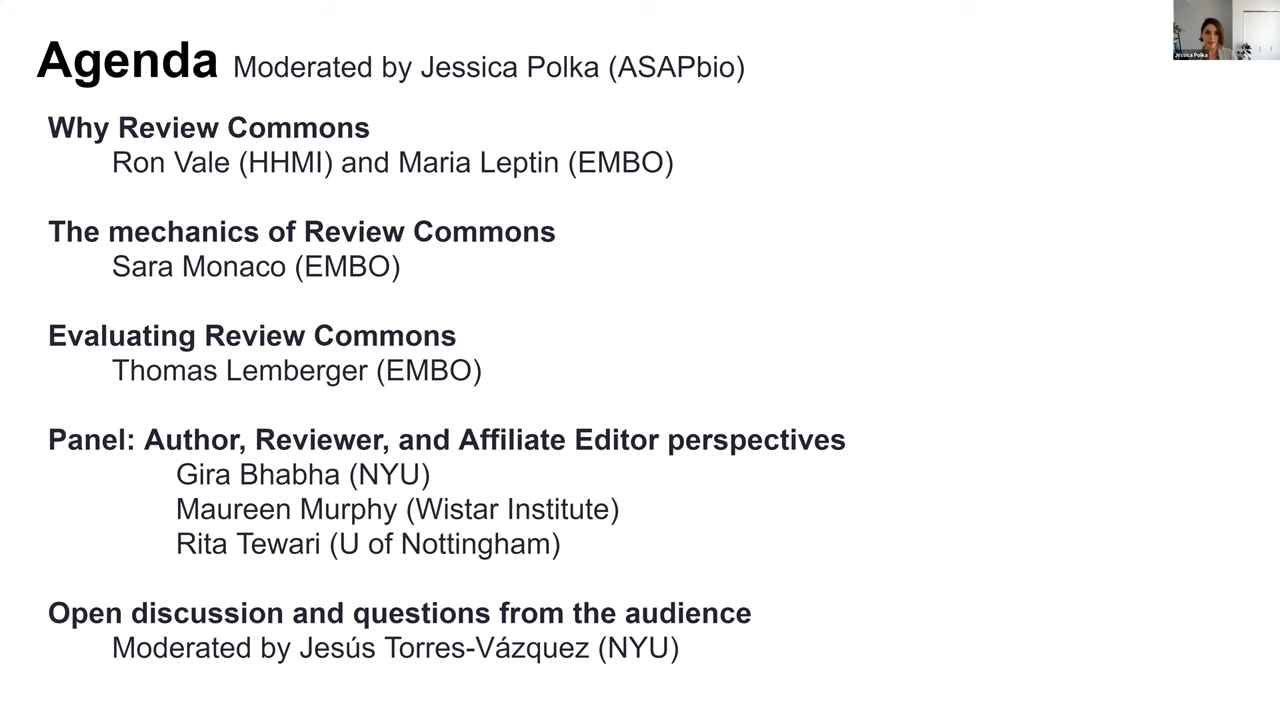 Agenda Moderated by Jessica Polka (ASAPbio)
Why Review Commons
Ron Vale (HHMI) and Maria Leptin (EMBO)
The mechanics of Review Commons
Sara Monaco (EMBO)
Evaluating Review Commons
Thomas Lemberger (EMBO)
Panel: Author, Reviewer, and Affiliate Editor perspectives
Gira Bhabha (NYU)
Maureen Murphy (Wistar Institute)
Rita Tewari (U of Nottingham)
Open discussion and questions from the audience
Moderated by Jesús Torres-Vázquez (NYU)
Jessica Polka